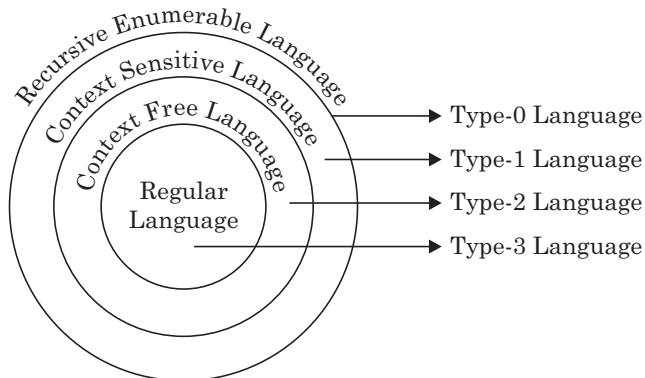 Recursive Enumerable Language
Context Sensitive Language
Context Free Language
Regular
Language
Type-0 Language
Type-1 Language
Type-2 Language
Type-3 Language